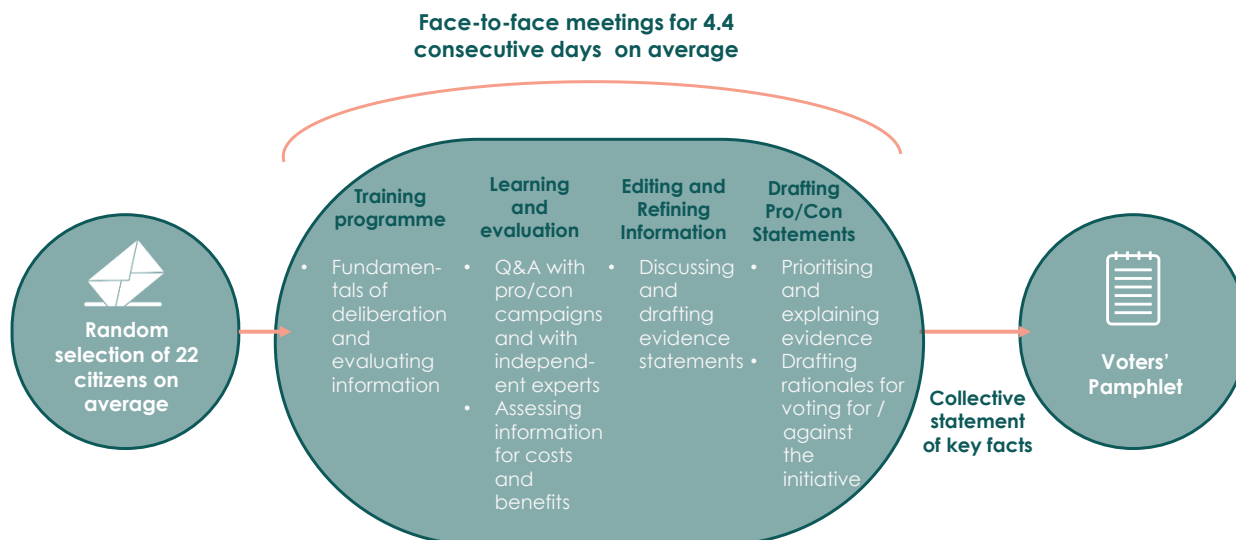 Face-to-face meetings for 4.4
consecutive days on average
Random
selection of 22
citizens on
average
Training
programme
• Fundamen-
tals of
deliberation
and
evaluating
information
Learning
and
evaluation
• Q&A with
pro/con
campaigns
and with
independ-
ent experts
• Assessing
information
for costs
and
benefits
Editing and
Refining
Information
• Discussing
and
drafting
evidence
statements
Drafting
Pro/Con
Statements
• Prioritising
and
explaining
evidence
• Drafting
rationales for
voting for /
against
the
initiative
Collective
statement
of key facts
Voters'
Pamphlet